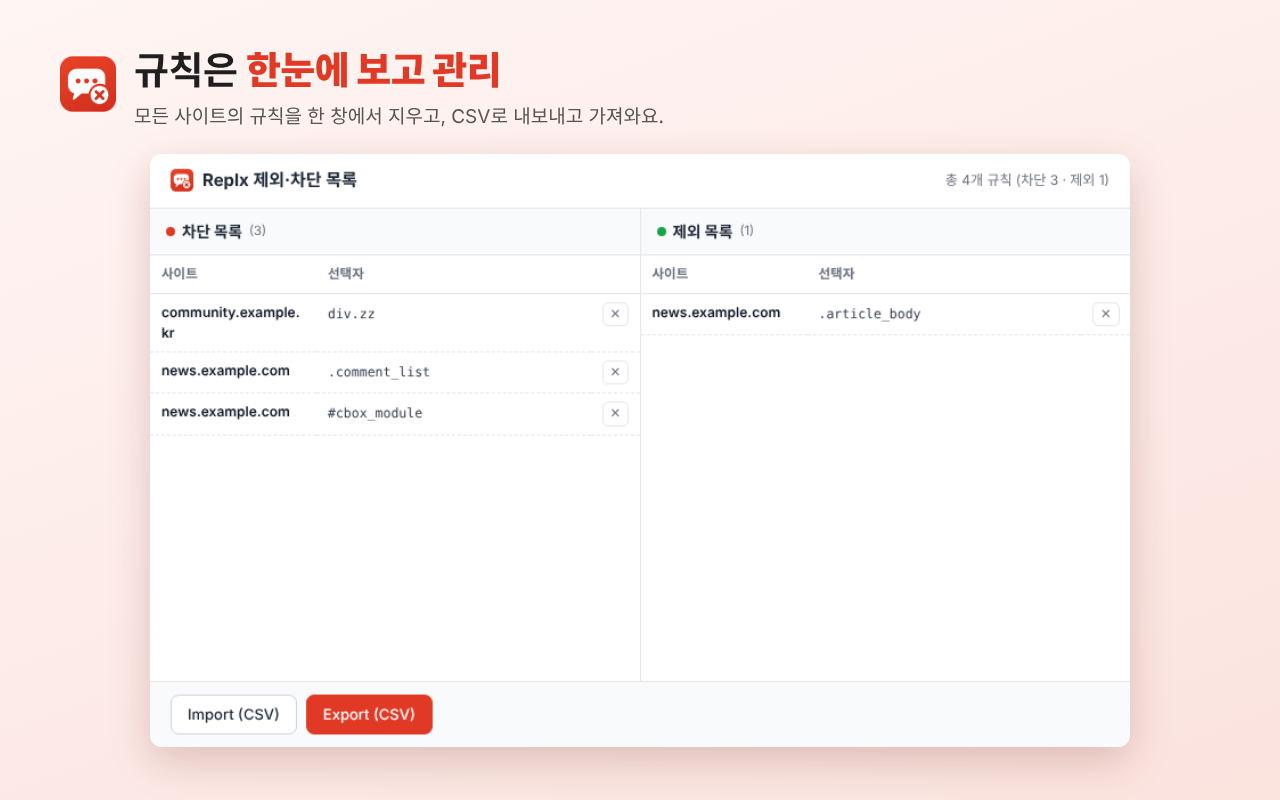 규칙은 한눈에 보고 관리
모든 사이트의 규칙을 한 창에서 지우고, CSV로 내보내고 가져와요.
Replx 제외·차단 목록
총 4개 규칙 (차단 3 · 제외 1)
차단 목록 (3)
사이트 선택자
community.example.
kr
div.zz
✕
news.example.com .comment_list ✕
news.example.com #cbox_module ✕
제외 목록 (1)
사이트 선택자
news.example.com .article_body ✕
Import (CSV) Export (CSV)